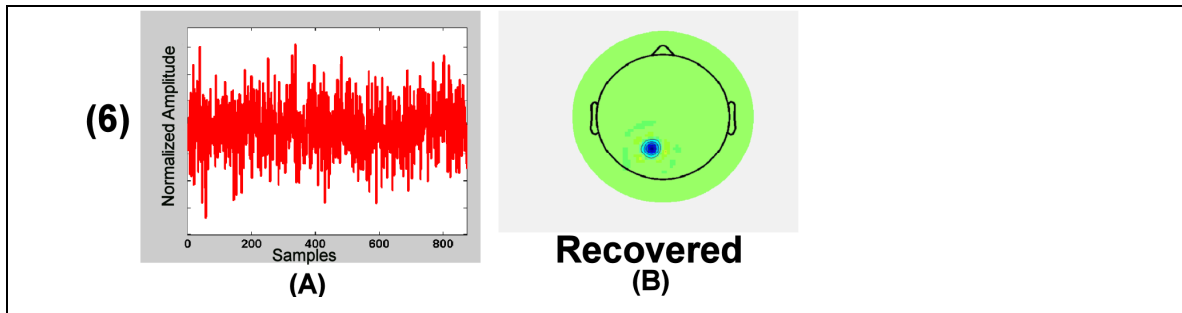 (6)
Normalized Amplitude
0 200 400 600 800
Samples
(A)
Recovered
(B)